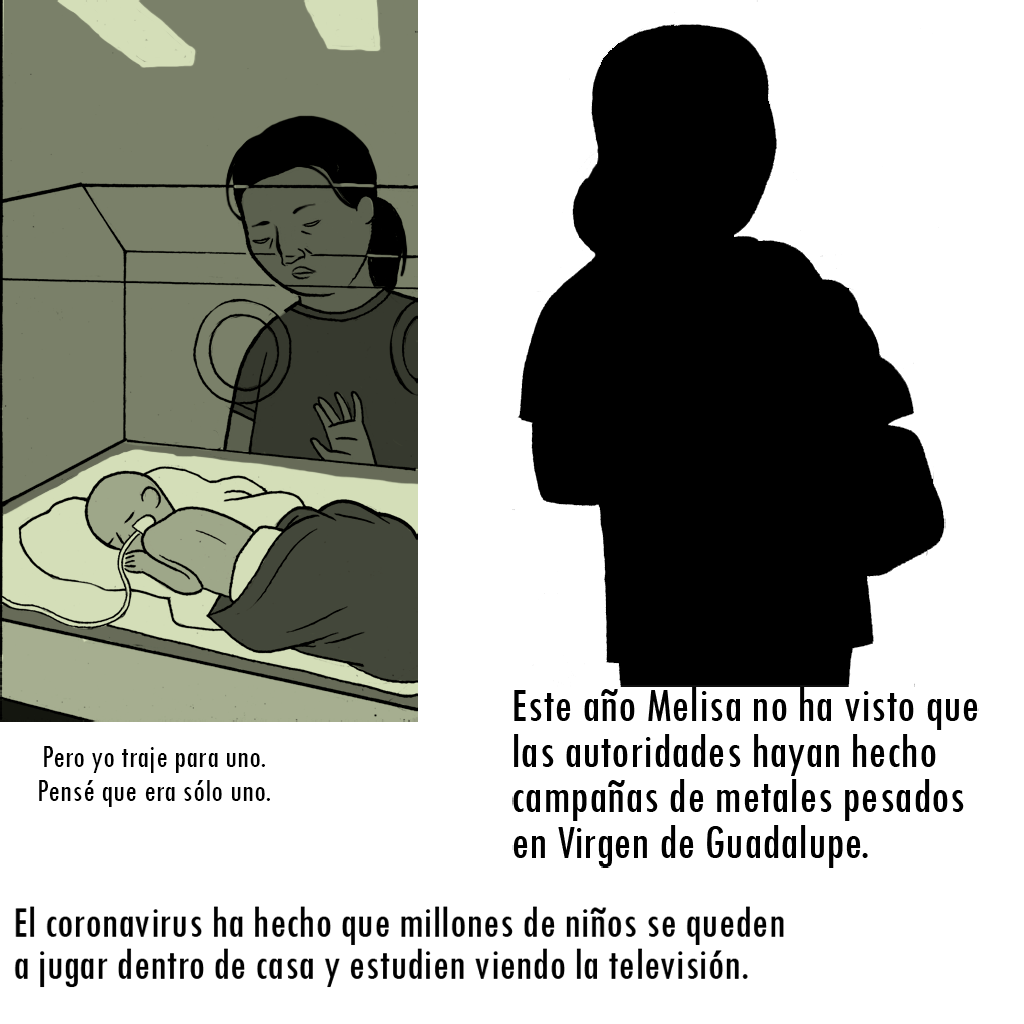 Pero yo traje para uno.
Pensé que era sólo uno.
Este año Melisa no ha visto que
las autoridades hayan hecho
campañas de metales pesados
en Virgen de Guadalupe.
El coronavirus ha hecho que millones de niños se queden
a jugar dentro de casa y estudien viendo la televisión.